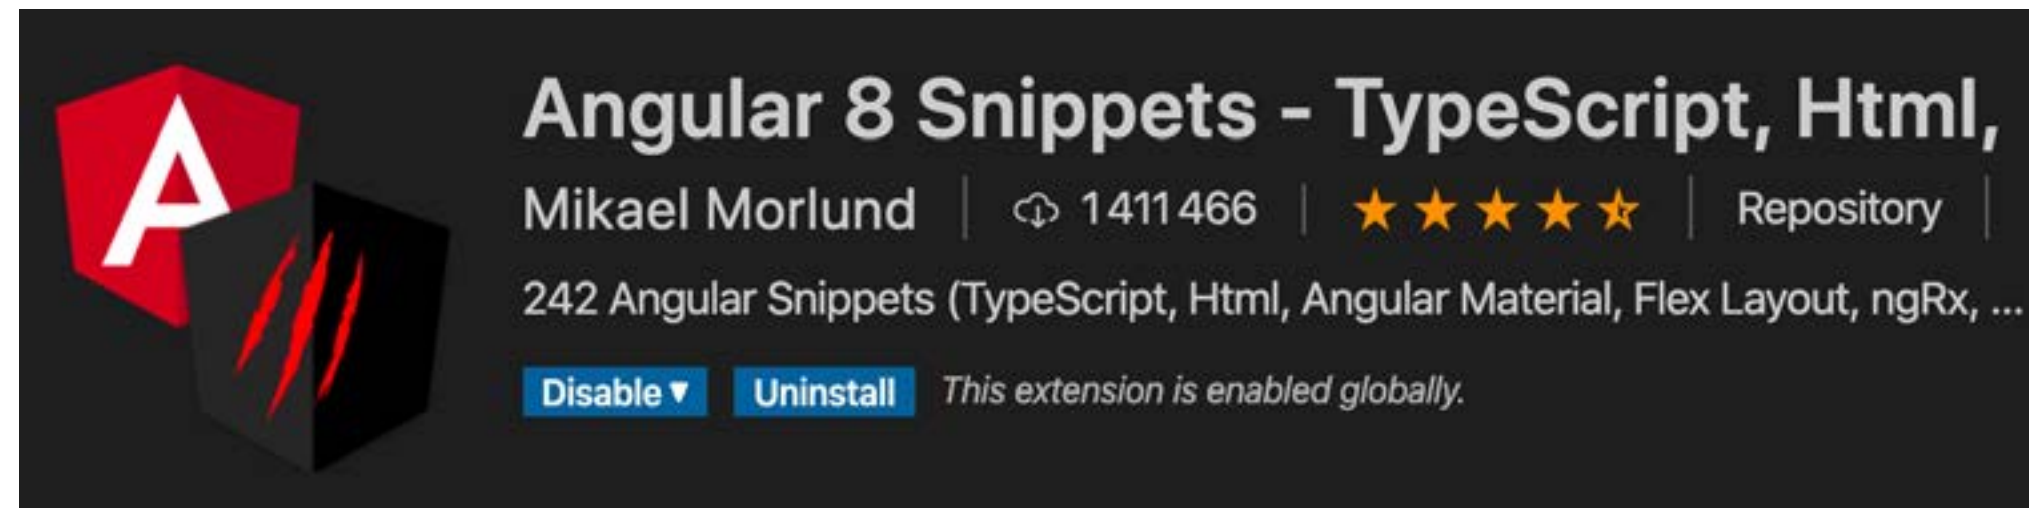 Angular 8 Snippets - TypeScript, Html,
Mikael Morlund | 1411466 | Repository |
242 Angular Snippets (TypeScript, Html, Angular Material, Flex Layout, ngRx, ...
Disable ▼ Uninstall This extension is enabled globally.